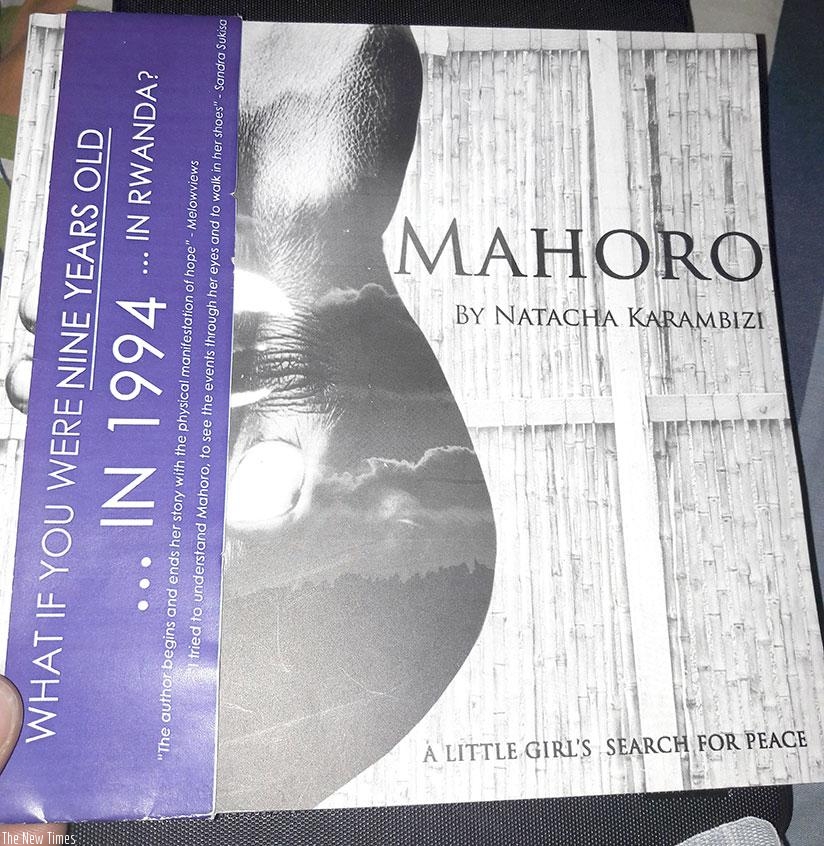 WHAT IF YOU WERE NINE YEARS OLD
... IN 1994 ... IN RWANDA?
"The author begins and ends her story with the physical manifestation of hope" - Melowviews
"I tried to understand Mahoro, to see the events through her eyes and to walk in her shoes" - Sandra Sukisa
MAHORO
BY NATACHA KARAMBIZI
A LITTLE GIRL'S SEARCH FOR PEACE
The New Times